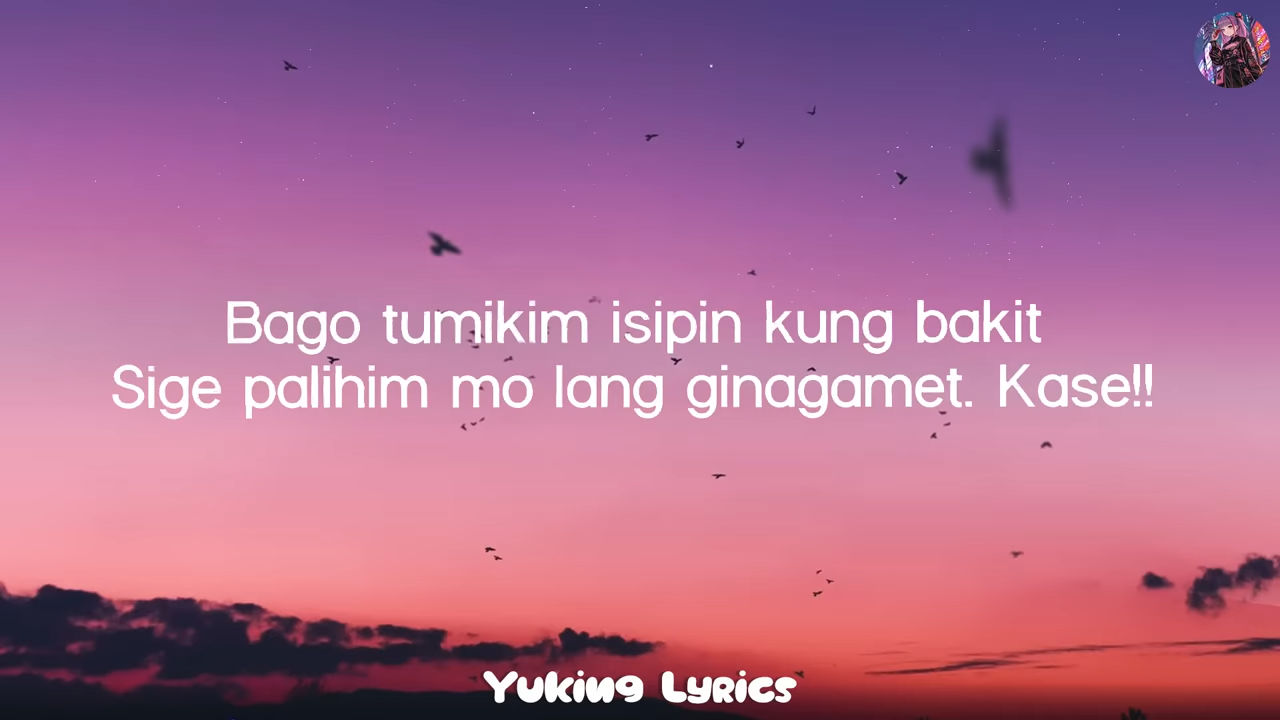 Bago tumikim isipin kung bakit
Sige palihim mo lang ginagamet. Kase!!
Yuking Lyrics